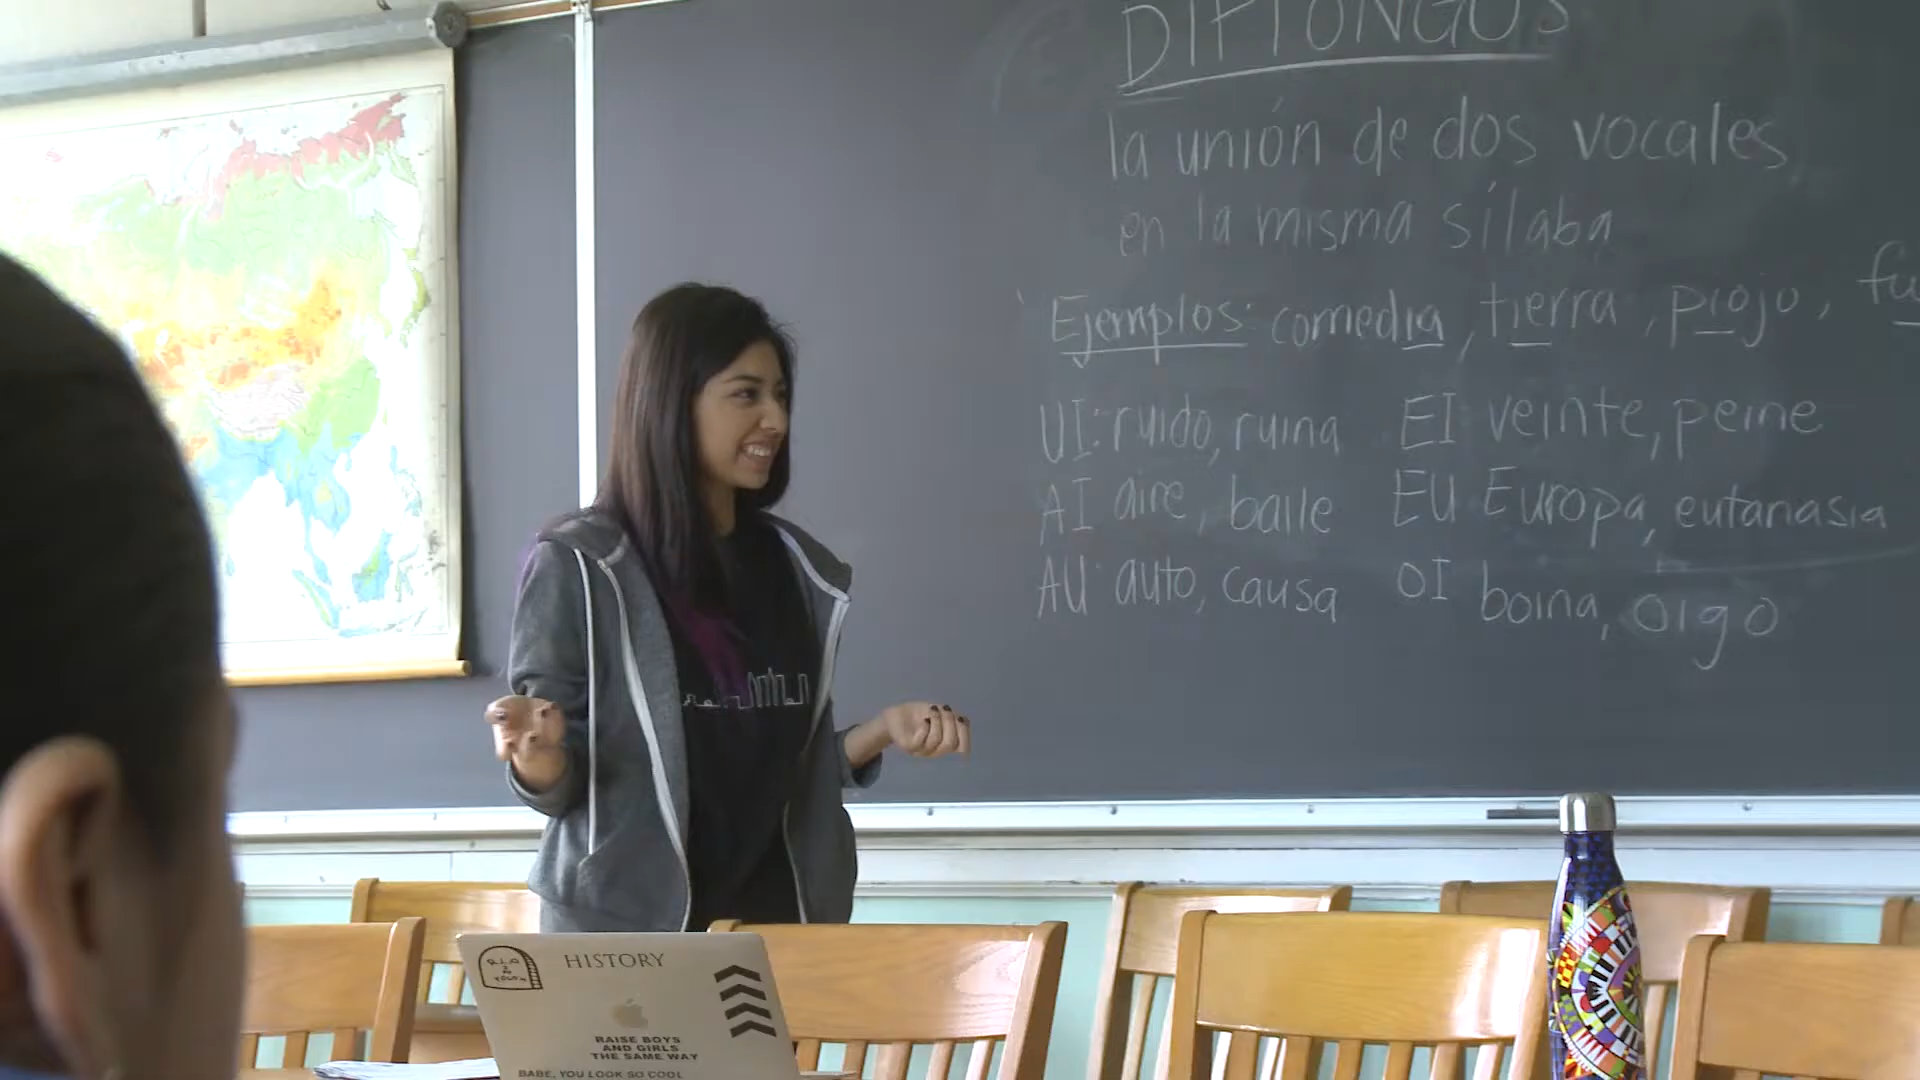 DIPTONGOS
la unión de dos vocales
en la misma sílaba
Ejemplos: comedia, tierra, piojo, fu
UI: ruido, ruina EI veinte, peine
AI aire, baile EU Europa, eutanasia
AU auto, causa OI boina, oigo
HISTORY
RAISE BOYS
AND GIRLS
THE SAME WAY
BABE, YOU LOOK SO COOL